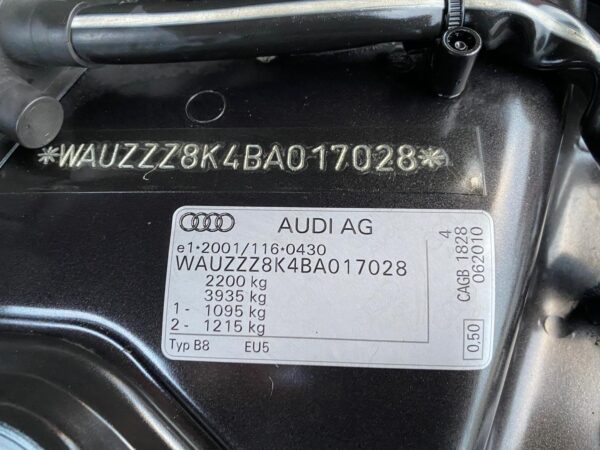 *WAUZZZ8K4BA017028*
AUDI AG
e1*2001/116*0430
WAUZZZ8K4BA017028
2200 kg
3935 kg
1 - 1095 kg
2 - 1215 kg
Typ B8 EU5
4
CAGB 1828
062010
0,50